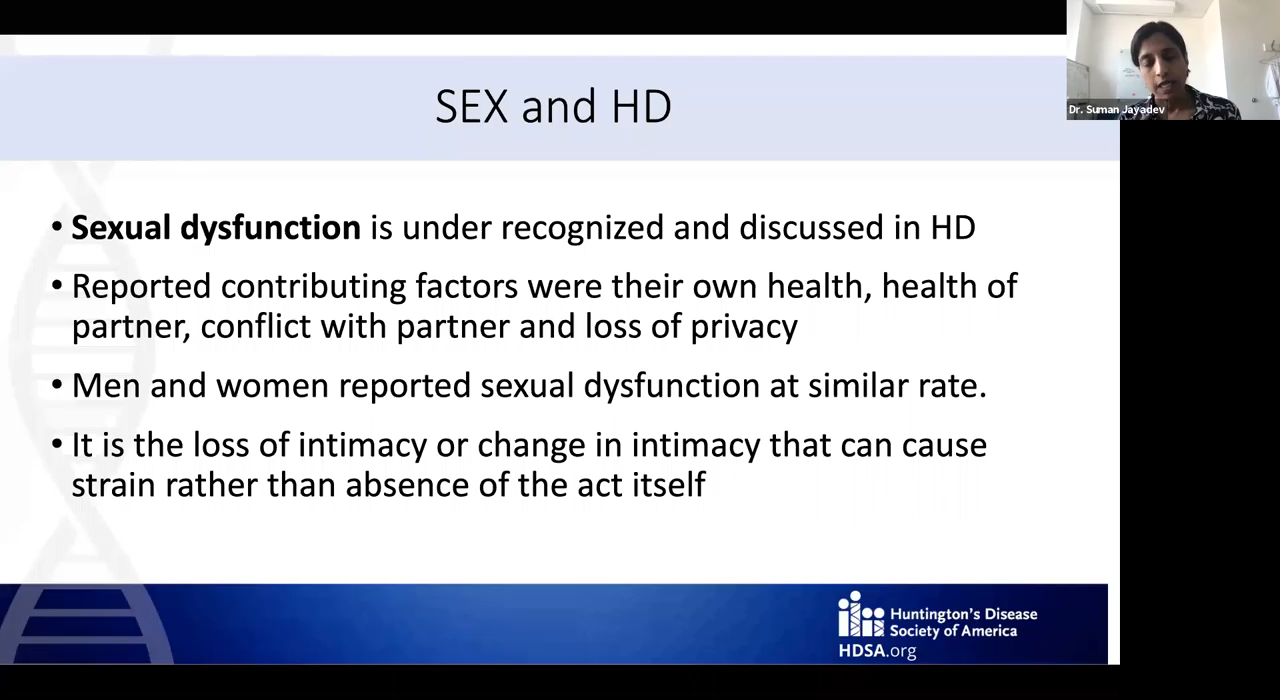 SEX and HD
Dr. Suman Jayadev
• Sexual dysfunction is under recognized and discussed in HD
• Reported contributing factors were their own health, health of
partner, conflict with partner and loss of privacy
• Men and women reported sexual dysfunction at similar rate.
• It is the loss of intimacy or change in intimacy that can cause
strain rather than absence of the act itself
Huntington's Disease
Society of America
HDSA.org